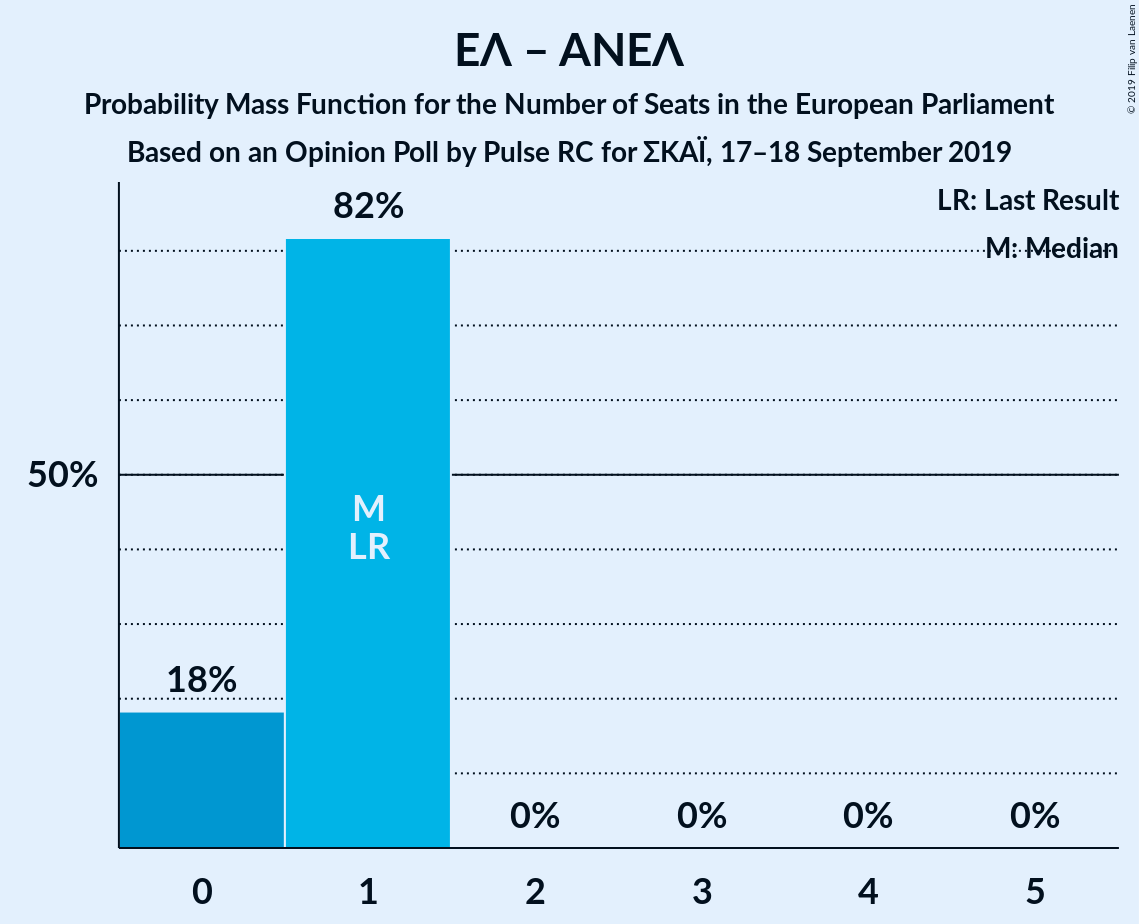 ΕΛ – ΑΝΕΛ
Probability Mass Function for the Number of Seats in the European Parliament
Based on an Opinion Poll by Pulse RC for ΣΚΑΪ, 17–18 September 2019
© 2019 Filip van Laenen
LR: Last Result
M: Median
82%
50%
M
LR
18%
0% 0% 0% 0%
0 1 2 3 4 5